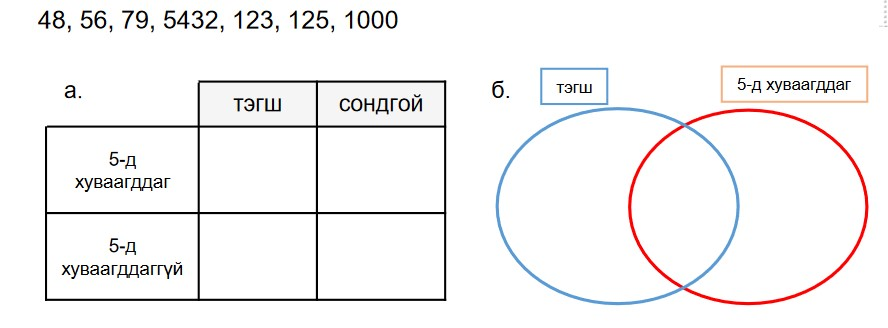 48, 56, 79, 5432, 123, 125, 1000
а.
тэгш
сондгой
5-д
хуваагддаг
5-д
хуваагддаггүй
б.
тэгш
5-д хуваагддаг